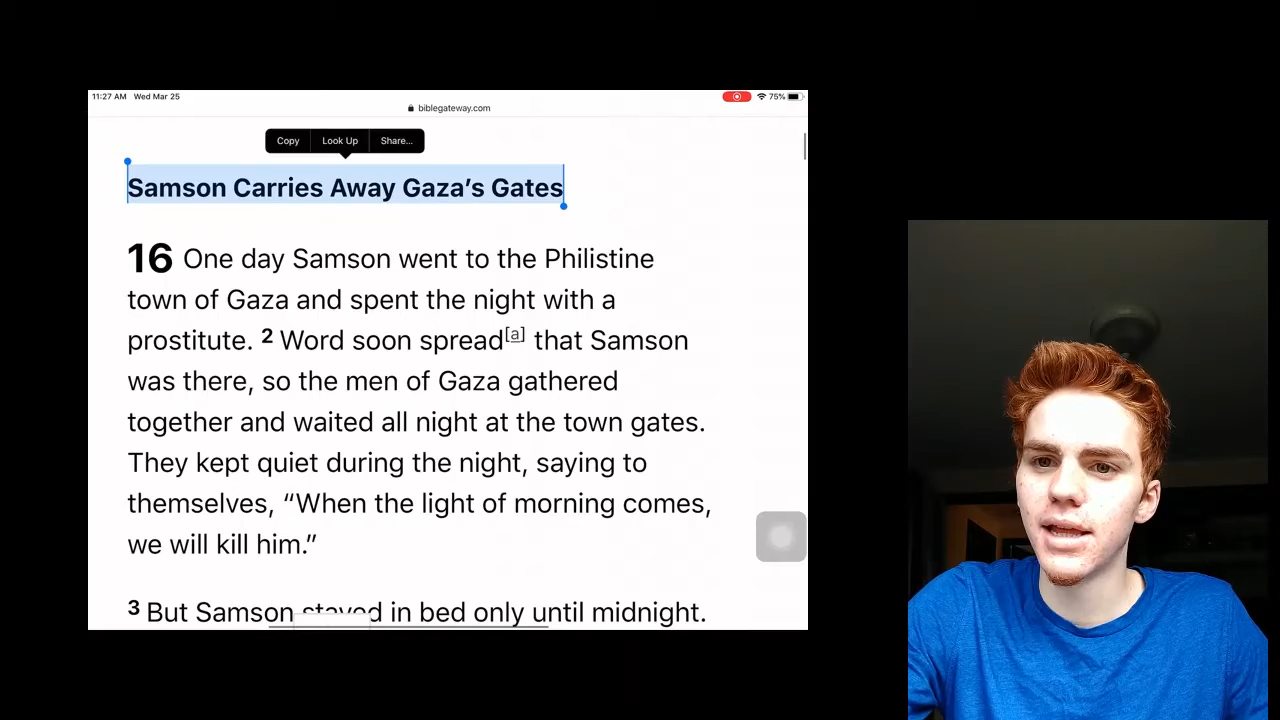 11:27 AM Wed Mar 25
75%
biblegateway.com
Copy Look Up Share...
Samson Carries Away Gaza’s Gates
16 One day Samson went to the Philistine
town of Gaza and spent the night with a
prostitute. 2 Word soon spread[a] that Samson
was there, so the men of Gaza gathered
together and waited all night at the town gates.
They kept quiet during the night, saying to
themselves, “When the light of morning comes,
we will kill him.”
3 But Samson stayed in bed only until midnight.